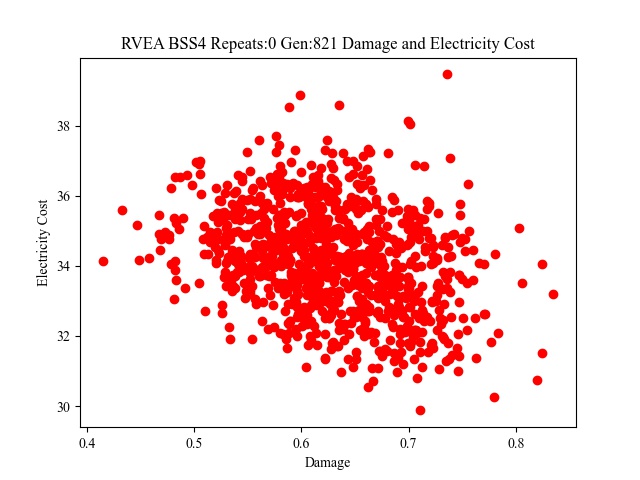 RVEA BSS4 Repeats:0 Gen:821 Damage and Electricity Cost
38
36
34
32
30
Electricity Cost
0.4 0.5 0.6 0.7 0.8
Damage